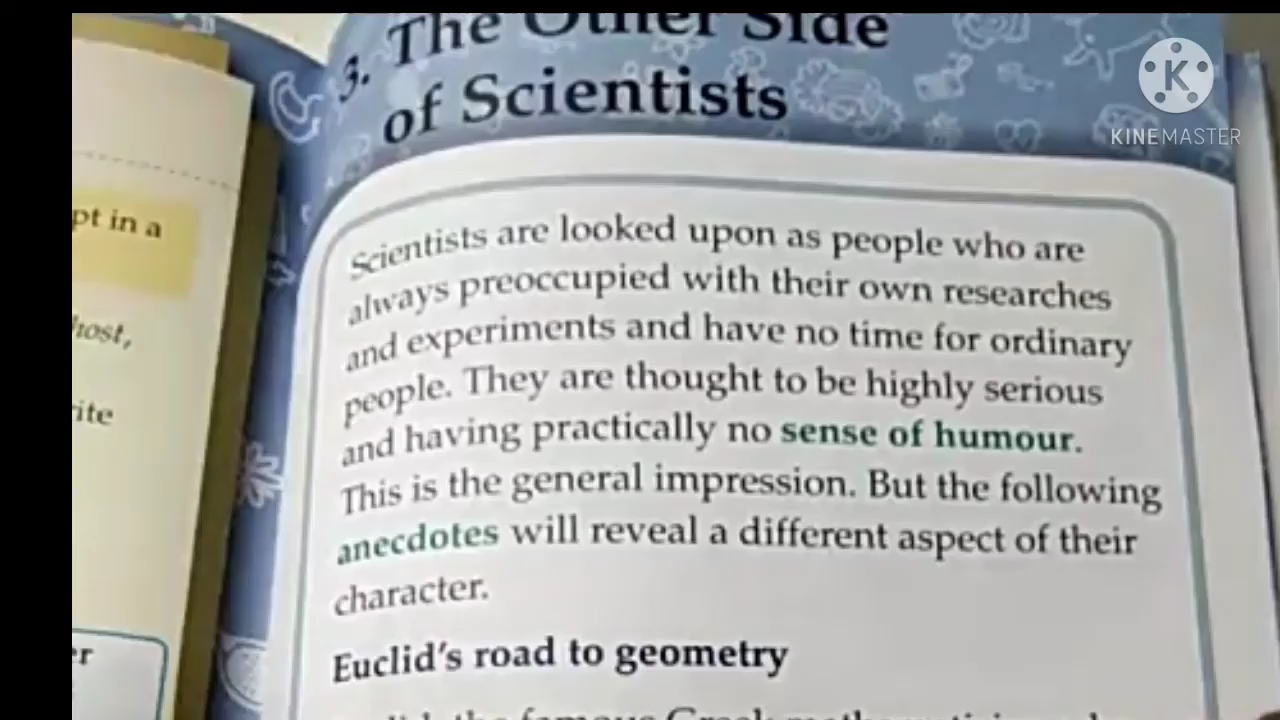 pt in a
host,
ite
er
3. The Other Side
of Scientists
KINEMASTER
Scientists are looked upon as people who are
always preoccupied with their own researches
and experiments and have no time for ordinary
people. They are thought to be highly serious
and having practically no sense of humour.
This is the general impression. But the following
anecdotes will reveal a different aspect of their
character.
Euclid's road to geometry
the famous Greek